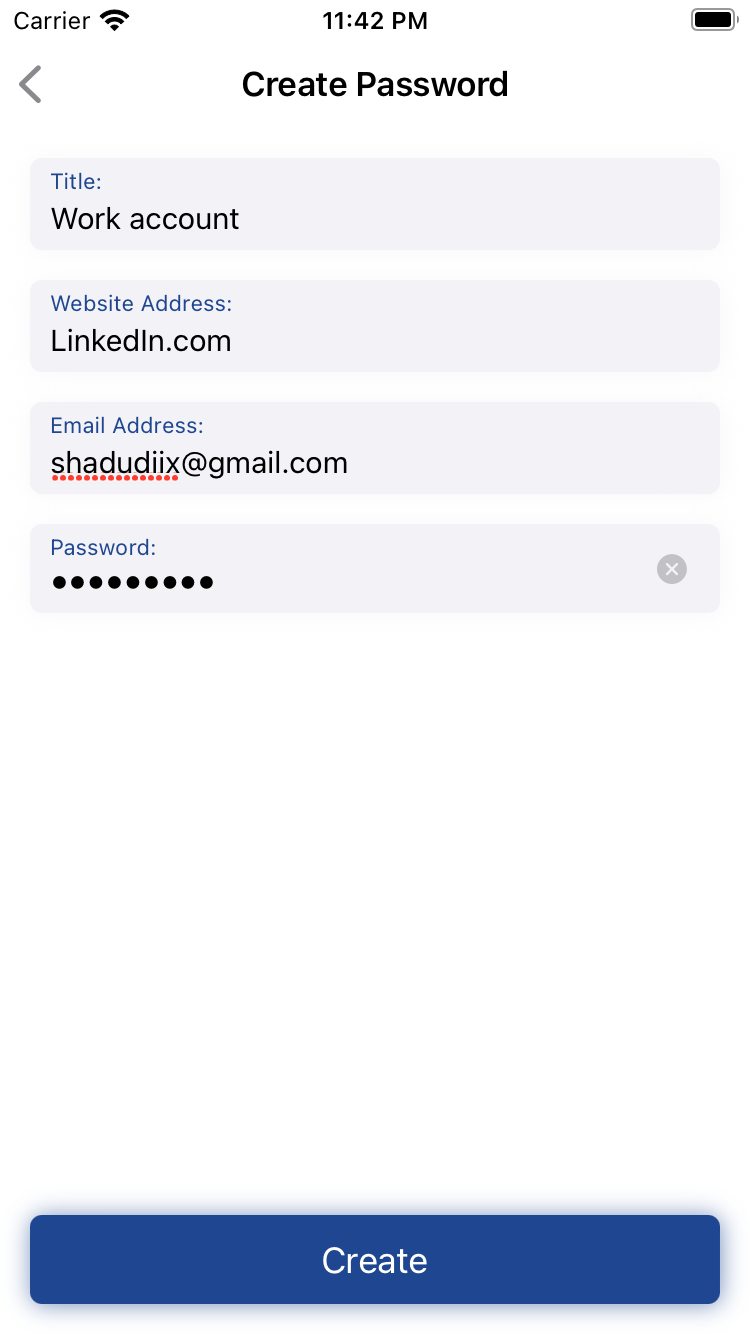 Carrier 11:42 PM
Create Password
Title:
Work account
Website Address:
LinkedIn.com
Email Address:
shadudiix@gmail.com
Password:
●●●●●●●●●
Create